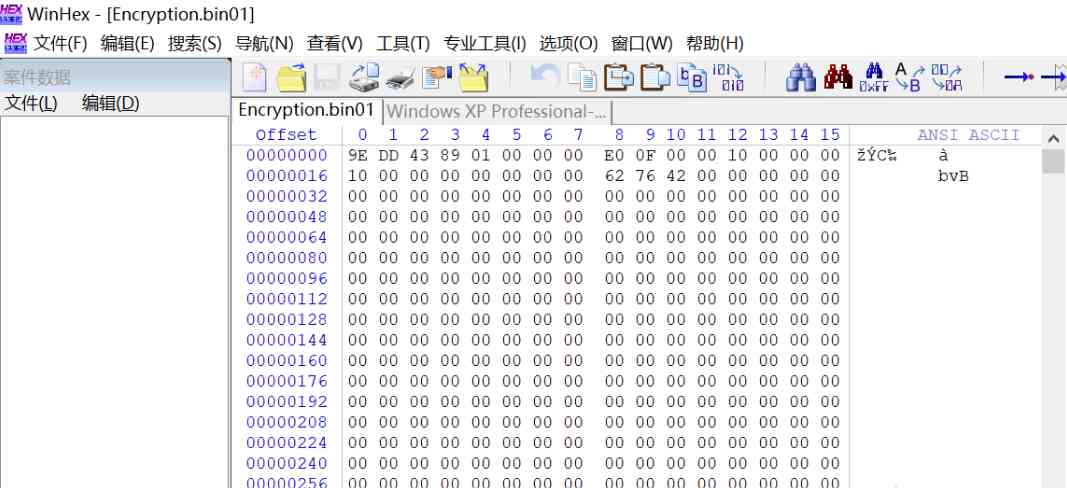 WinHex - [Encryption.bin01]
文件(F) 编辑(E) 搜索(S) 导航(N) 查看(V) 工具(T) 专业工具(I) 选项(O) 窗口(W) 帮助(H)
案件数据
文件(L) 编辑(D)
Encryption.bin01 Windows XP Professional-...
Offset 0 1 2 3 4 5 6 7 8 9 10 11 12 13 14 15 ANSI ASCII
00000000 9E DD 43 89 01 00 00 00 E0 0F 00 00 10 00 00 00 žÝC‰ à
00000016 10 00 00 00 00 00 00 00 62 76 42 00 00 00 00 00 bvB
00000032 00 00 00 00 00 00 00 00 00 00 00 00 00 00 00 00
00000048 00 00 00 00 00 00 00 00 00 00 00 00 00 00 00 00
00000064 00 00 00 00 00 00 00 00 00 00 00 00 00 00 00 00
00000080 00 00 00 00 00 00 00 00 00 00 00 00 00 00 00 00
00000096 00 00 00 00 00 00 00 00 00 00 00 00 00 00 00 00
00000112 00 00 00 00 00 00 00 00 00 00 00 00 00 00 00 00
00000128 00 00 00 00 00 00 00 00 00 00 00 00 00 00 00 00
00000144 00 00 00 00 00 00 00 00 00 00 00 00 00 00 00 00
00000160 00 00 00 00 00 00 00 00 00 00 00 00 00 00 00 00
00000176 00 00 00 00 00 00 00 00 00 00 00 00 00 00 00 00
00000192 00 00 00 00 00 00 00 00 00 00 00 00 00 00 00 00
00000208 00 00 00 00 00 00 00 00 00 00 00 00 00 00 00 00
00000224 00 00 00 00 00 00 00 00 00 00 00 00 00 00 00 00
00000240 00 00 00 00 00 00 00 00 00 00 00 00 00 00 00 00
00000256 00 00 00 00 00 00 00 00 00 00 00 00 00 00 00 00